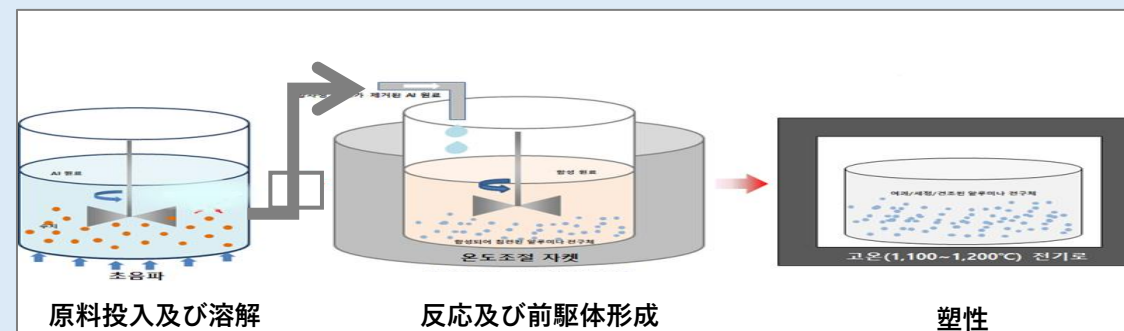 제거된 Al 원료
Al 원료
합성 원료
여과/세정/건조된 알루미나 전구체
수지
합성되어 침전된 알루미나 전구체
초음파
온도조절 자켓
고온(1,100~1,200℃) 전기로
原料投入及び溶解
反応及び前駆体形成
塑性